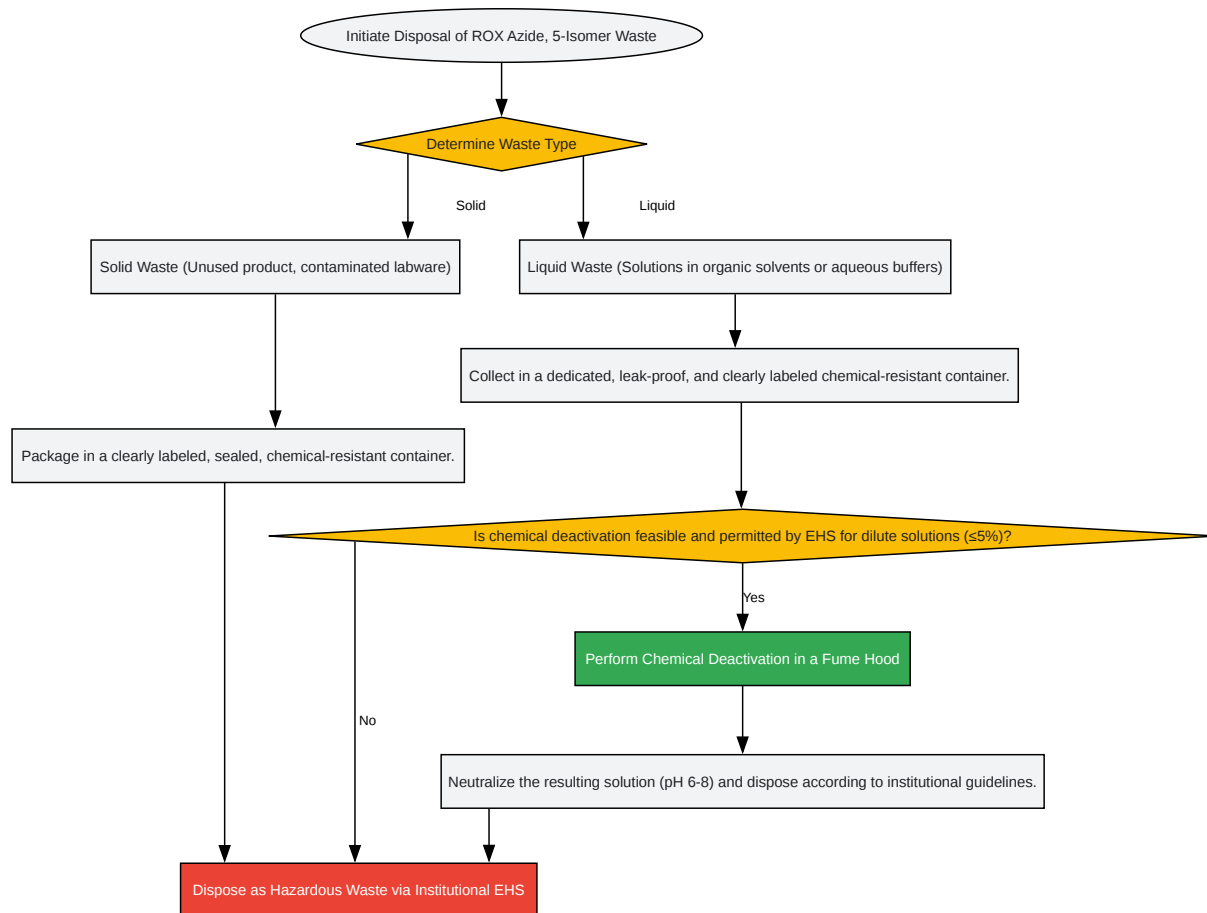 Initiate Disposal of ROX Azide, 5-Isomer Waste
Determine Waste Type
Solid
Liquid
Solid Waste (Unused product, contaminated labware)
Liquid Waste (Solutions in organic solvents or aqueous buffers)
Collect in a dedicated, leak-proof, and clearly labeled chemical-resistant container.
Package in a clearly labeled, sealed, chemical-resistant container.
Is chemical deactivation feasible and permitted by EHS for dilute solutions (≤5%)?
Yes
Perform Chemical Deactivation in a Fume Hood
No
Neutralize the resulting solution (pH 6-8) and dispose according to institutional guidelines.
Dispose as Hazardous Waste via Institutional EHS